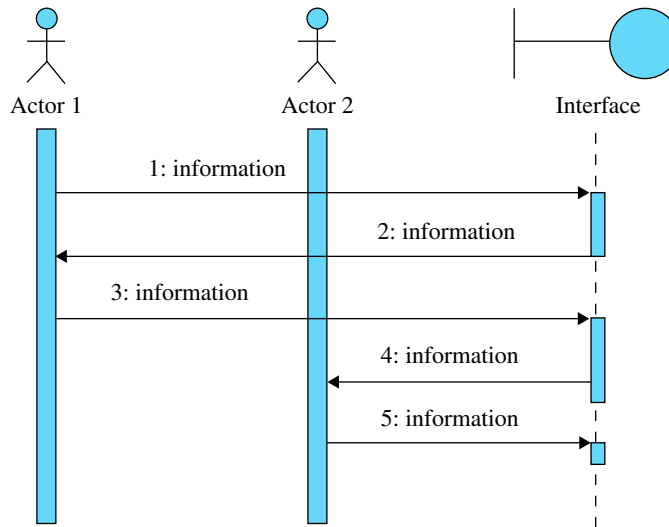 Actor 1
Actor 2
Interface
1: information
2: information
3: information
4: information
5: information